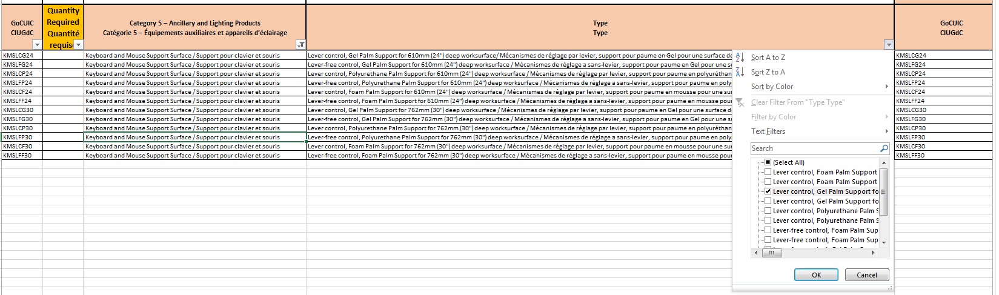 GoCUIC
CIUGdC
Quantity
Required
Quantité
requise
Category 5 – Ancillary and Lighting Products
Catégorie 5 – Équipements auxiliaires et appareils d'éclairage
Type
Type
GoCUIC
CIUGdC
KMSLCG24 Keyboard and Mouse Support Surface / Support pour clavier et souris Lever control, Gel Palm Support for 610mm (24") deep worksurface/ Mécanismes de réglage par levier, support pour paume en Gel pour une surface de KMSLCG24
KMSLFG24 Keyboard and Mouse Support Surface / Support pour clavier et souris Lever-free control, Gel Palm Support for 610mm (24") deep worksurface / Mécanismes de réglage a sans-levier, support pour paume en Gel pour une su KMSLFG24
KMSLCP24 Keyboard and Mouse Support Surface / Support pour clavier et souris Lever control, Polyurethane Palm Support for 610mm (24") deep worksurface / Mécanismes de réglage par levier, support pour paume en polyuréthan KMSLCP24
KMSLFP24 Keyboard and Mouse Support Surface / Support pour clavier et souris Lever-free control, Polyurethane Palm Support for 610mm (24") deep worksurface / Mécanismes de réglage a sans-levier, support pour paume en poly KMSLFP24
KMSLCF24 Keyboard and Mouse Support Surface / Support pour clavier et souris Lever control, Foam Palm Support for 610mm (24") deep worksurface / Mécanismes de réglage par levier, support pour paume en mousse pour une su KMSLCF24
KMSLFF24 Keyboard and Mouse Support Surface / Support pour clavier et souris Lever-free control, Foam Palm Support for 610mm (24") deep worksurface / Mécanismes de réglage a sans-levier, support pour paume en mousse pour KMSLFF24
KMSLCG30 Keyboard and Mouse Support Surface / Support pour clavier et souris Lever control, Gel Palm Support for 762mm (30") deep worksurface / Mécanismes de réglage par levier, support pour paume en Gel pour une surface d KMSLCG30
KMSLFG30 Keyboard and Mouse Support Surface / Support pour clavier et souris Lever-free control, Gel Palm Support for 762mm (30") deep worksurface / Mécanismes de réglage a sans-levier, support pour paume en Gel pour une su KMSLFG30
KMSLCP30 Keyboard and Mouse Support Surface / Support pour clavier et souris Lever control, Polyurethane Palm Support for 762mm (30") deep worksurface / Mécanismes de réglage par levier, support pour paume en polyuréthan KMSLCP30
KMSLFP30 Keyboard and Mouse Support Surface / Support pour clavier et souris Lever-free control, Polyurethane Palm Support for 762mm (30") deep worksurface / Mécanismes de réglage a sans-levier, support pour paume en poly KMSLFP30
KMSLCF30 Keyboard and Mouse Support Surface / Support pour clavier et souris Lever control, Foam Palm Support for 762mm (30") deep worksurface / Mécanismes de réglage par levier, support pour paume en mousse pour une su KMSLCF30
KMSLFF30 Keyboard and Mouse Support Surface / Support pour clavier et souris Lever-free control, Foam Palm Support for 762mm (30") deep worksurface / Mécanismes de réglage a sans-levier, support pour paume en mousse pou KMSLFF30
Sort A to Z
Sort Z to A
Sort by Color
Clear Filter From "Type Type"
Filter by Color
Text Filters
Search
(Select All)
Lever control, Foam Palm Support
Lever control, Foam Palm Support
Lever control, Gel Palm Support fo
Lever control, Gel Palm Support fo
Lever control, Polyurethane Palm S
Lever control, Polyurethane Palm S
Lever-free control, Foam Palm Sup
Lever-free control, Foam Palm Sup
OK Cancel